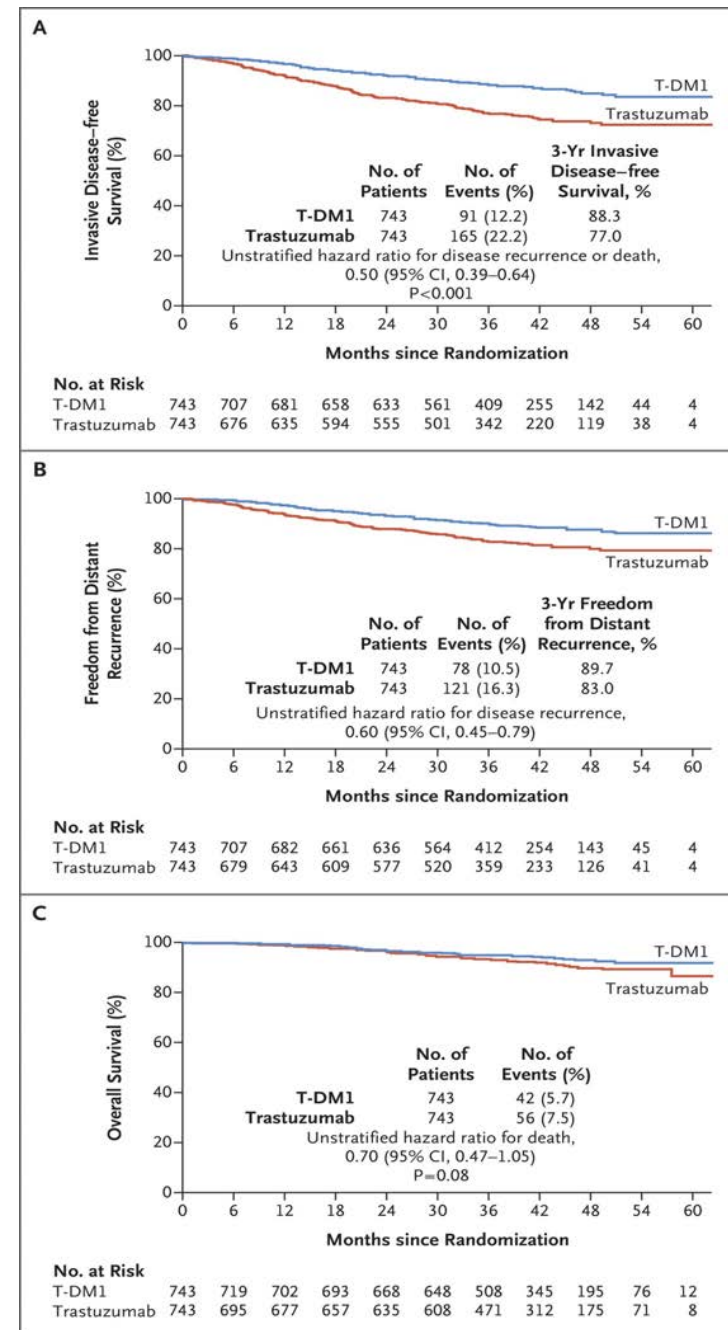 A
100
80
60
40
20
0
Invasive Disease–free
Survival (%)
T-DM1
Trastuzumab
No. of
Patients
No. of
Events (%)
3-Yr Invasive
Disease–free
Survival, %
T-DM1 743 91 (12.2) 88.3
Trastuzumab 743 165 (22.2) 77.0
Unstratified hazard ratio for disease recurrence or death,
0.50 (95% CI, 0.39–0.64)
P<0.001
0 6 12 18 24 30 36 42 48 54 60
Months since Randomization
No. at Risk
T-DM1 743 707 681 658 633 561 409 255 142 44 4
Trastuzumab 743 676 635 594 555 501 342 220 119 38 4
B
100
80
60
40
20
0
Freedom from Distant
Recurrence (%)
T-DM1
Trastuzumab
No. of
Patients
No. of
Events (%)
3-Yr Freedom
from Distant
Recurrence, %
T-DM1 743 78 (10.5) 89.7
Trastuzumab 743 121 (16.3) 83.0
Unstratified hazard ratio for disease recurrence,
0.60 (95% CI, 0.45–0.79)
0 6 12 18 24 30 36 42 48 54 60
Months since Randomization
No. at Risk
T-DM1 743 707 682 661 636 564 412 254 143 45 4
Trastuzumab 743 679 643 609 577 520 359 233 126 41 4
C
100
80
60
40
20
0
Overall Survival (%)
T-DM1
Trastuzumab
No. of
Patients
No. of
Events (%)
T-DM1 743 42 (5.7)
Trastuzumab 743 56 (7.5)
Unstratified hazard ratio for death,
0.70 (95% CI, 0.47–1.05)
P=0.08
0 6 12 18 24 30 36 42 48 54 60
Months since Randomization
No. at Risk
T-DM1 743 719 702 693 668 648 508 345 195 76 12
Trastuzumab 743 695 677 657 635 608 471 312 175 71 8